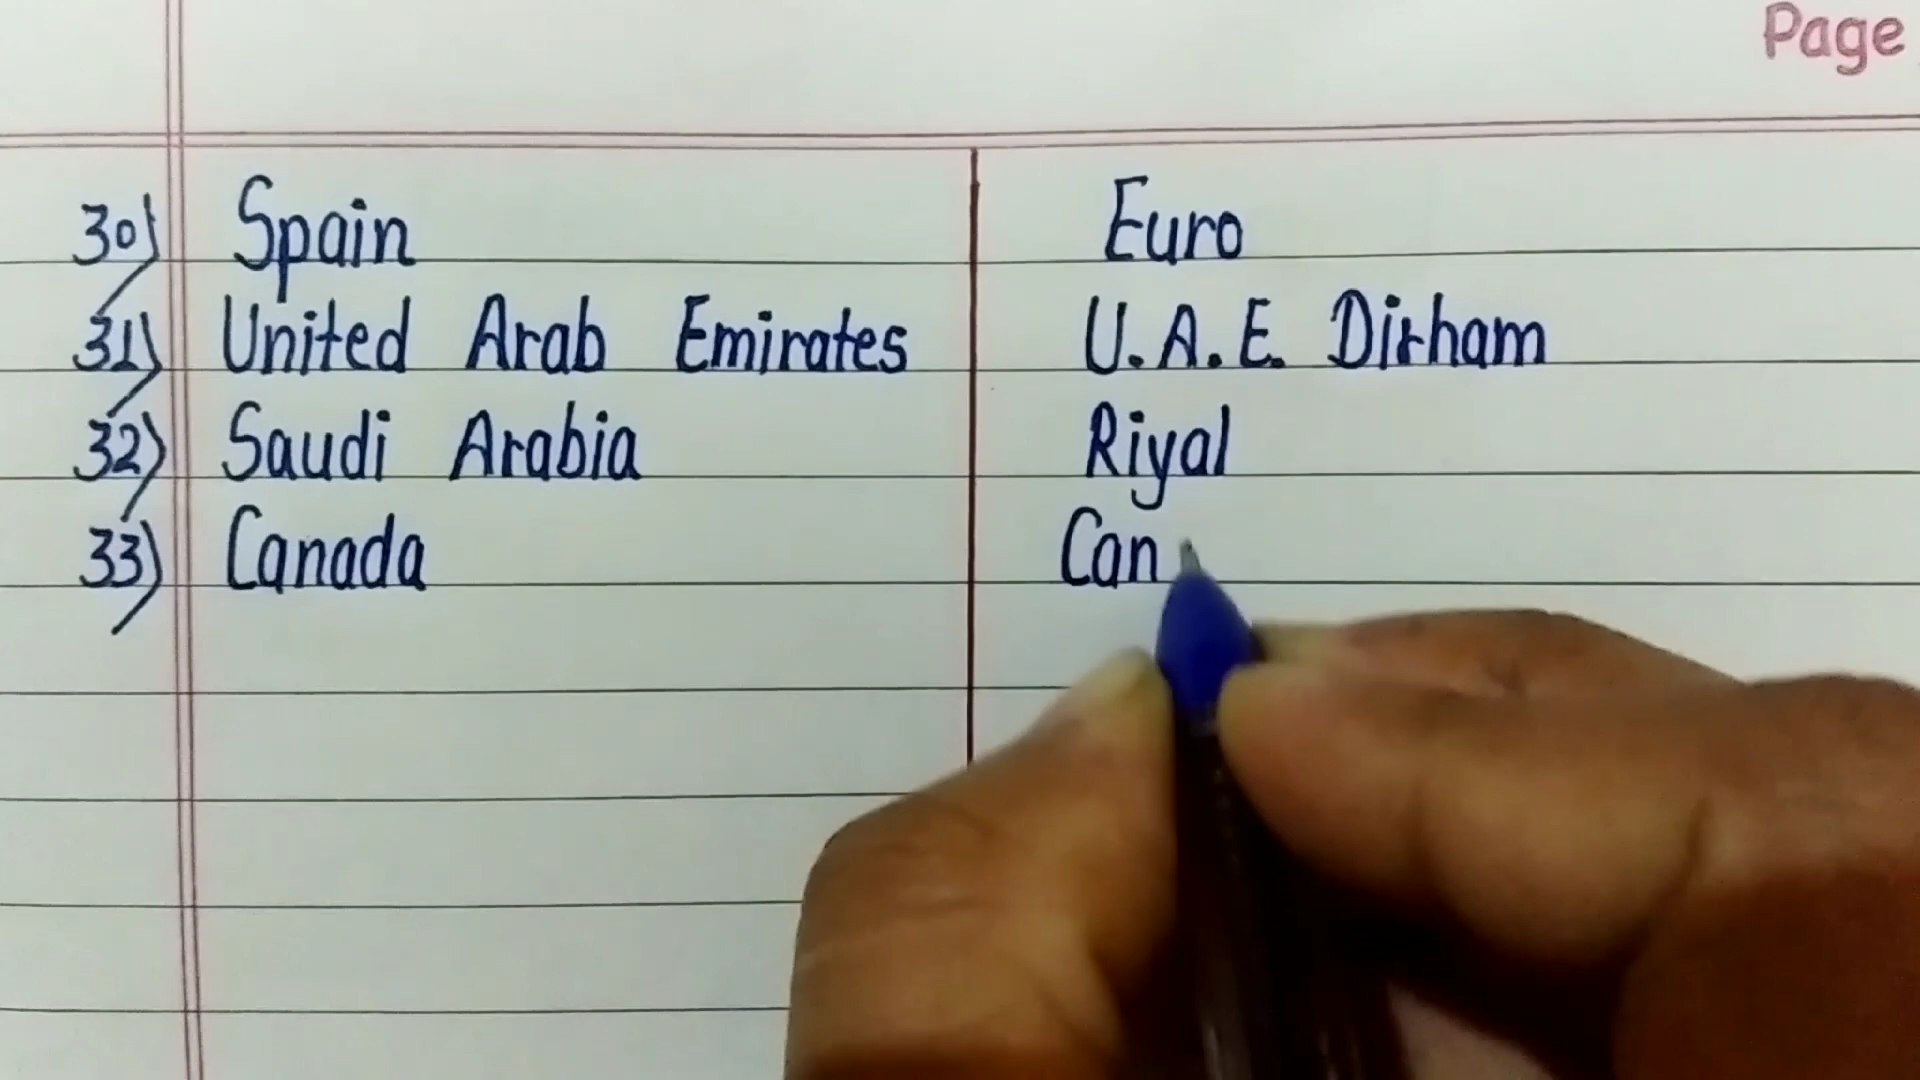 Page
30) Spain Euro
31) United Arab Emirates U.A.E. Dirham
32) Saudi Arabia Riyal
33) Canada Can